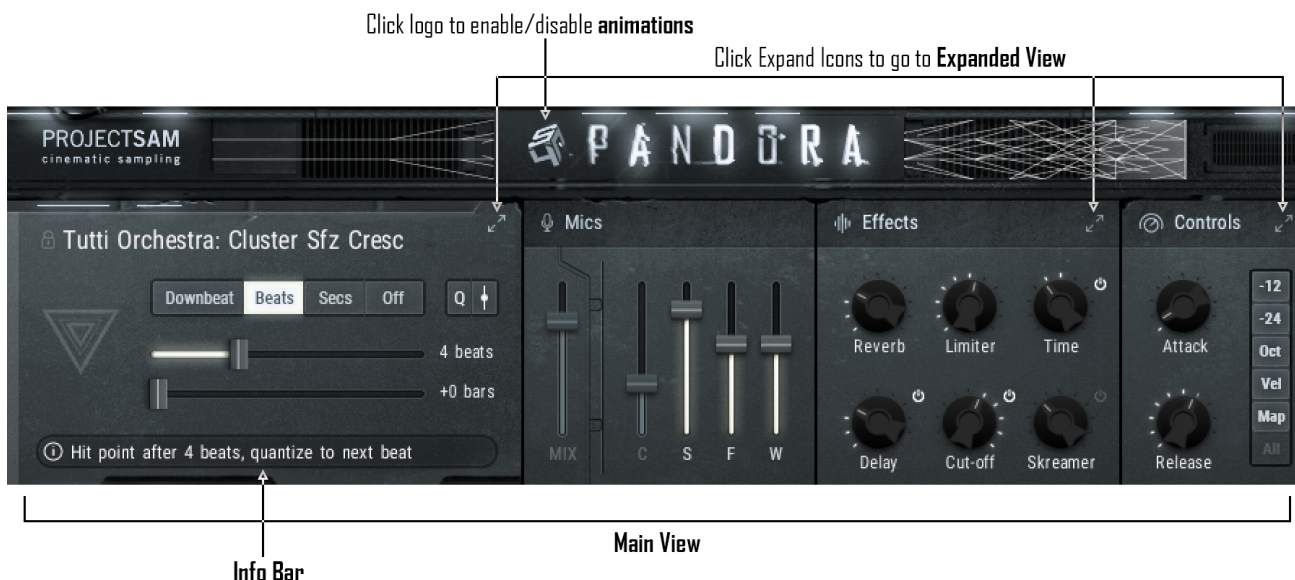 Click logo to enable/disable animations
Click Expand Icons to go to Expanded View
PROJECTSAM
cinematic sampling
PANDORA
Tutti Orchestra: Cluster Sfz Cresc
Downbeat Beats Secs Off Q
4 beats
+0 bars
Hit point after 4 beats, quantize to next beat
Mics
MIX C S F W
Effects
Reverb Limiter Time
Delay Cut-off Skreamer
Controls
Attack
Release
-12
-24
Oct
Vel
Map
All
Main View
Info Bar